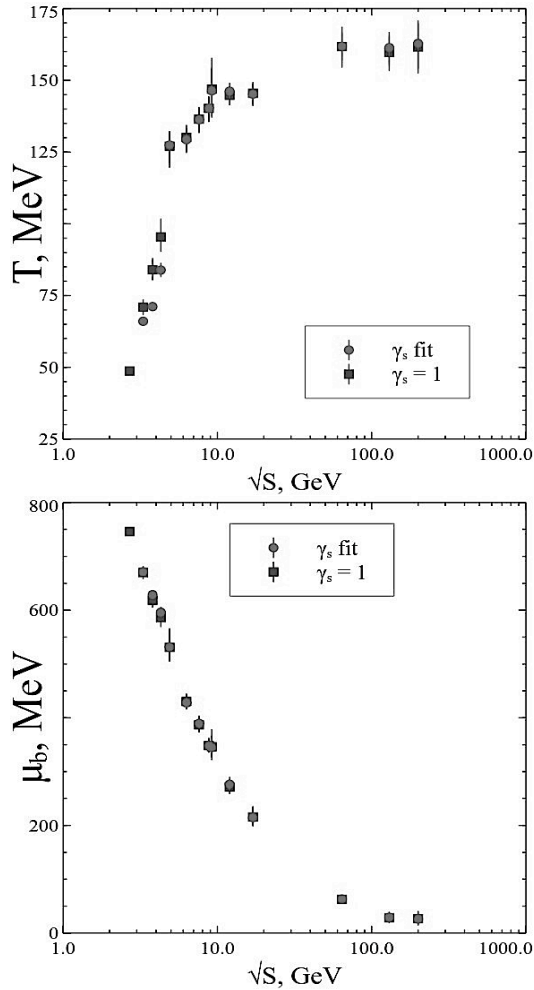 175
150
125
75
50
25
T, MeV
γs fit
γs = 1
1.0 10.0 100.0 1000.0
√S, GeV
800
600
200
0
μb, MeV
γs fit
γs = 1
1.0 10.0 100.0 1000.0
√S, GeV